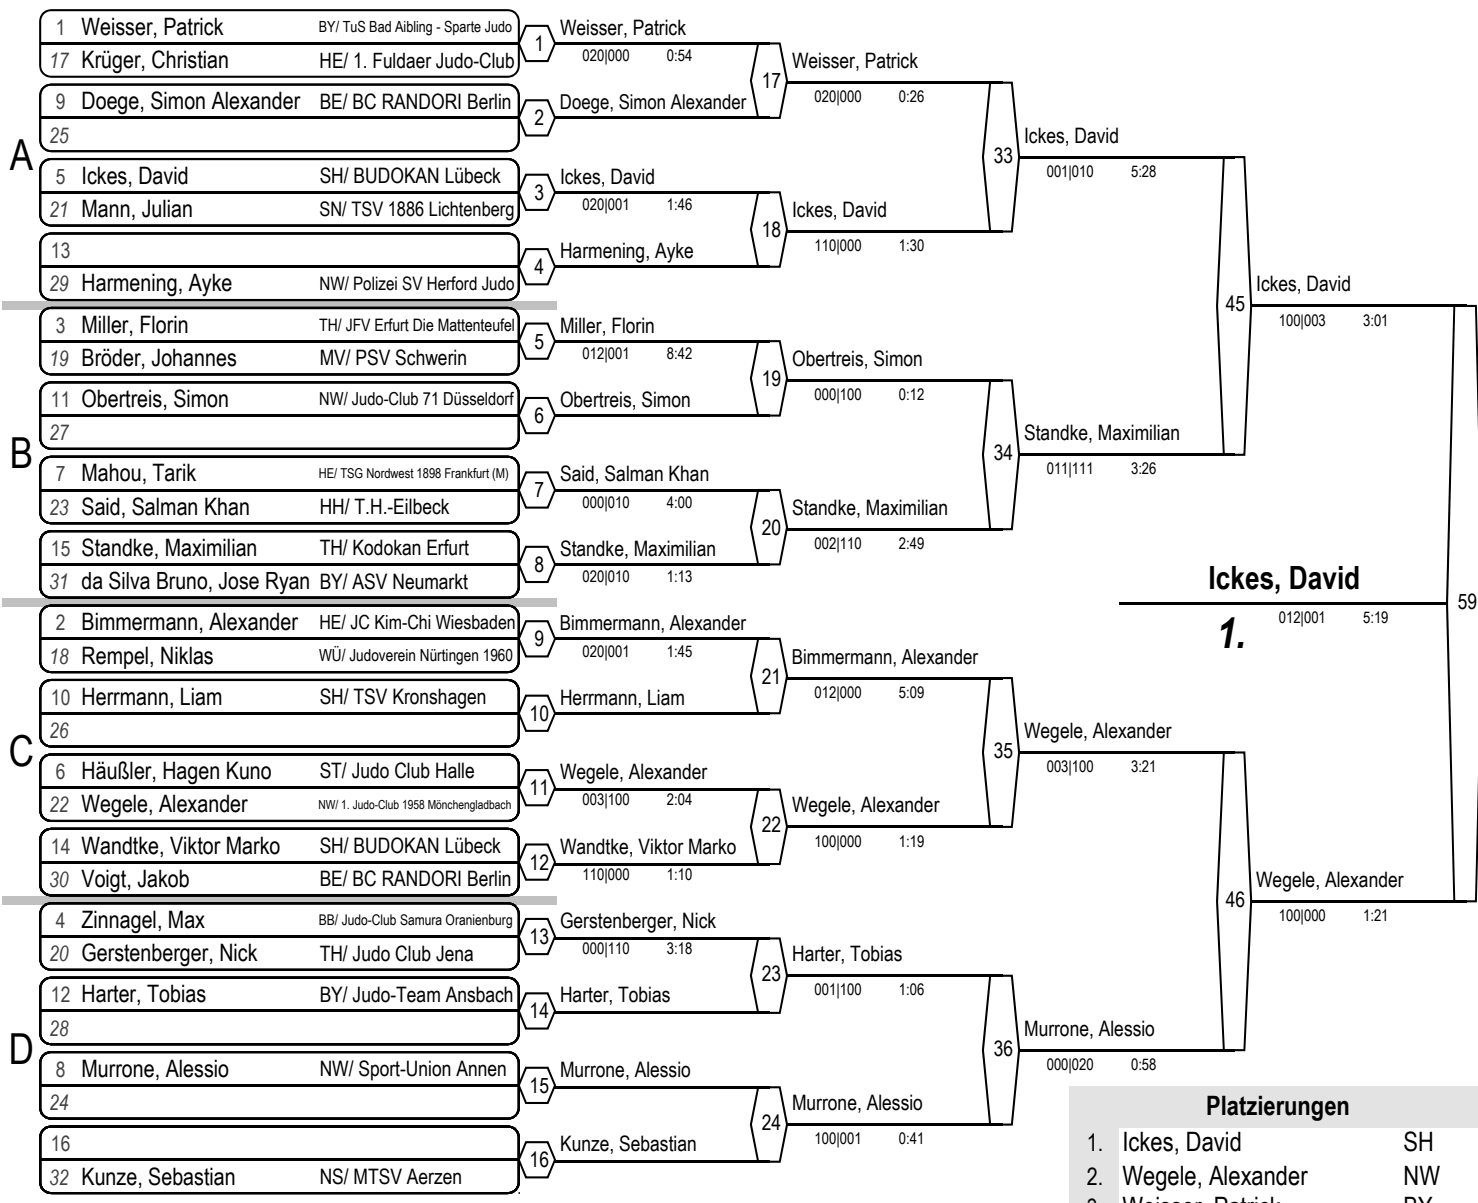 1 Weisser, Patrick BY/ TuS Bad Aibling - Sparte Judo
17 Krüger, Christian HE/ 1. Fuldaer Judo-Club
9 Doege, Simon Alexander BE/ BC RANDORI Berlin
25
A
5 Ickes, David SH/ BUDOKAN Lübeck
21 Mann, Julian SN/ TSV 1886 Lichtenberg
13
29 Harmening, Ayke NW/ Polizei SV Herford Judo
3 Miller, Florin TH/ JFV Erfurt Die Mattenteufel
19 Bröder, Johannes MV/ PSV Schwerin
11 Obertreis, Simon NW/ Judo-Club 71 Düsseldorf
27
B
7 Mahou, Tarik HE/ TSG Nordwest 1898 Frankfurt (M)
23 Said, Salman Khan HH/ T.H.-Eilbeck
15 Standke, Maximilian TH/ Kodokan Erfurt
31 da Silva Bruno, Jose Ryan BY/ ASV Neumarkt
2 Bimmermann, Alexander HE/ JC Kim-Chi Wiesbaden
18 Rempel, Niklas WÜ/ Judoverein Nürtingen 1960
10 Herrmann, Liam SH/ TSV Kronshagen
26
C
6 Häußler, Hagen Kuno ST/ Judo Club Halle
22 Wegele, Alexander NW/ 1. Judo-Club 1958 Mönchengladbach
14 Wandtke, Viktor Marko SH/ BUDOKAN Lübeck
30 Voigt, Jakob BE/ BC RANDORI Berlin
4 Zinnagel, Max BB/ Judo-Club Samura Oranienburg
20 Gerstenberger, Nick TH/ Judo Club Jena
12 Harter, Tobias BY/ Judo-Team Ansbach
28
D
8 Murrone, Alessio NW/ Sport-Union Annen
24
16
32 Kunze, Sebastian NS/ MTSV Aerzen
1 Weisser, Patrick
020|000 0:54
2 Doege, Simon Alexander
3 Ickes, David
020|001 1:46
4 Harmening, Ayke
5 Miller, Florin
012|001 8:42
6 Obertreis, Simon
7 Said, Salman Khan
000|010 4:00
8 Standke, Maximilian
020|010 1:13
9 Bimmermann, Alexander
020|001 1:45
10 Herrmann, Liam
11 Wegele, Alexander
003|100 2:04
12 Wandtke, Viktor Marko
110|000 1:10
13 Gerstenberger, Nick
000|110 3:18
14 Harter, Tobias
15 Murrone, Alessio
16 Kunze, Sebastian
17 Weisser, Patrick
020|000 0:26
18 Ickes, David
110|000 1:30
19 Obertreis, Simon
000|100 0:12
20 Standke, Maximilian
002|110 2:49
21 Bimmermann, Alexander
012|000 5:09
22 Wegele, Alexander
100|000 1:19
23 Harter, Tobias
001|100 1:06
24 Murrone, Alessio
100|001 0:41
33 Ickes, David
001|010 5:28
34 Standke, Maximilian
011|111 3:26
35 Wegele, Alexander
003|100 3:21
36 Murrone, Alessio
000|020 0:58
45 Ickes, David
100|003 3:01
46 Wegele, Alexander
100|000 1:21
59
Ickes, David
1. 012|001 5:19
Platzierungen
1. Ickes, David SH
2. Wegele, Alexander NW
3. Weisser, Patrick BY